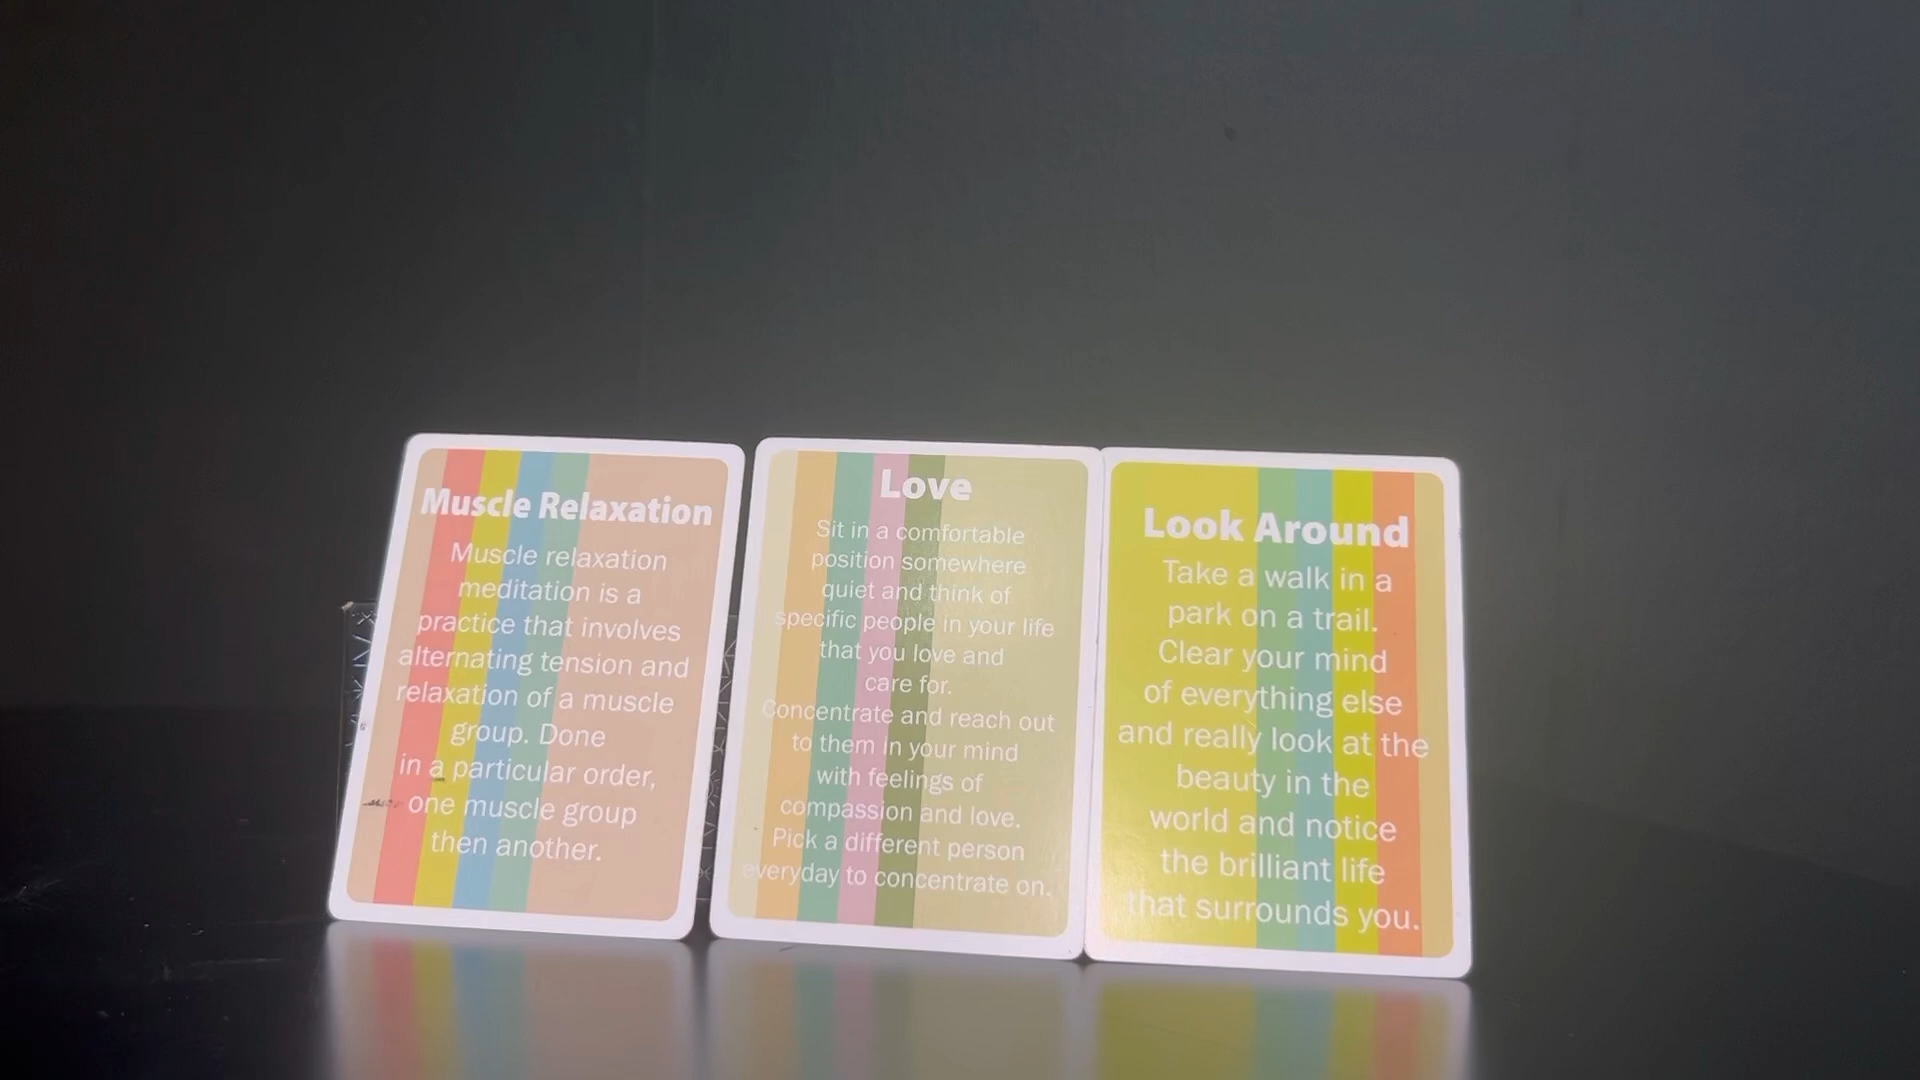 Muscle Relaxation
Muscle relaxation
meditation is a
practice that involves
alternating tension and
relaxation of a muscle
group. Done
in a particular order,
one muscle group
then another.
Love
Sit in a comfortable
position somewhere
quiet and think of
specific people in your life
that you love and
care for.
Concentrate and reach out
to them in your mind
with feelings of
compassion and love.
Pick a different person
everyday to concentrate on.
Look Around
Take a walk in a
park on a trail.
Clear your mind
of everything else
and really look at the
beauty in the
world and notice
the brilliant life
that surrounds you.